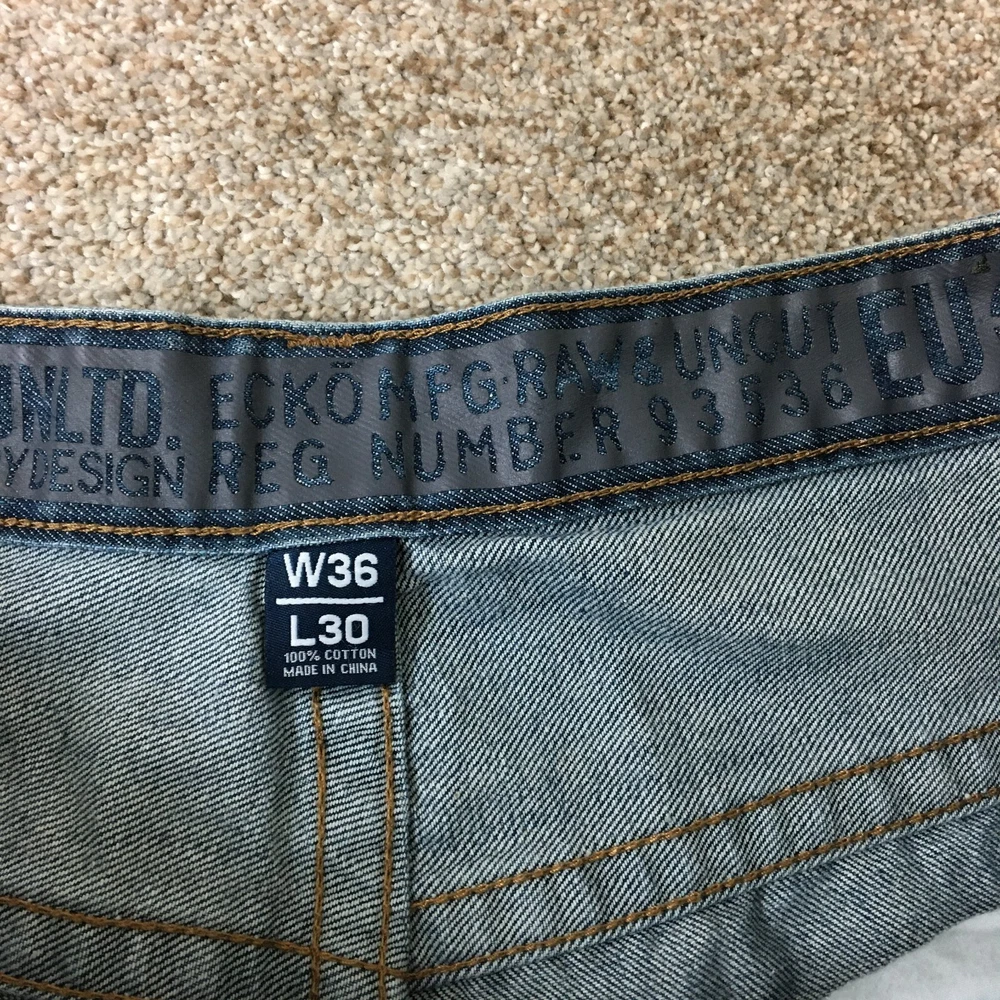 UNLTD. ECKŌ MFG. RAW & UNCUT EU
YDESIGN REG NUMBER 93536
W36
L30
100% COTTON
MADE IN CHINA